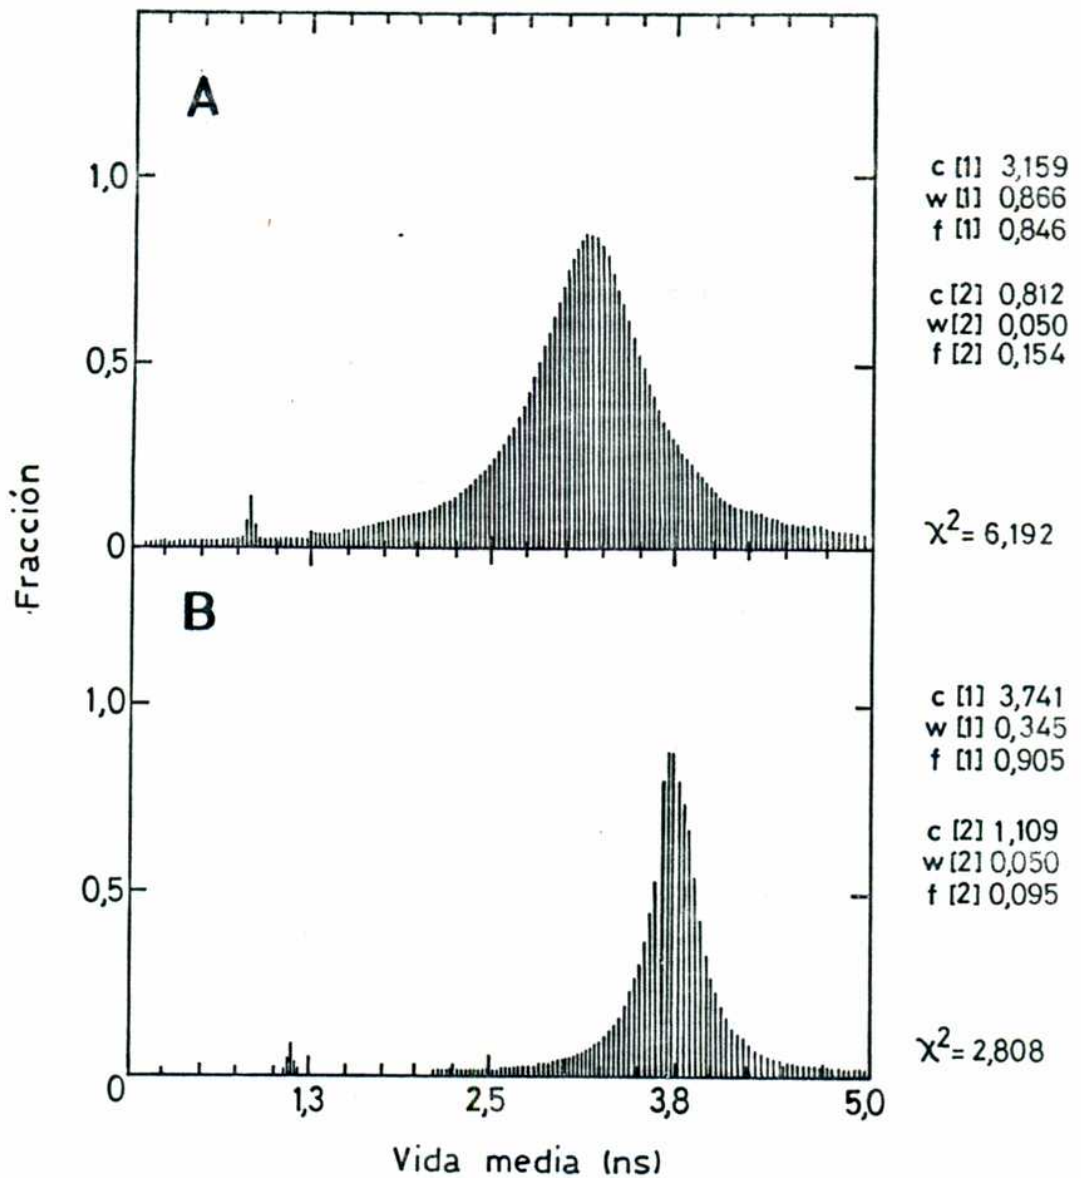 A
1,0
0,5
0
c [1] 3,159
w [1] 0,866
f [1] 0,846
c [2] 0,812
w [2] 0,050
f [2] 0,154
χ²= 6,192
Fracción
B
1,0
0,5
0
c [1] 3,741
w [1] 0,345
f [1] 0,905
c [2] 1,109
w [2] 0,050
f [2] 0,095
χ²= 2,808
1,3 2,5 3,8 5,0
Vida media (ns)